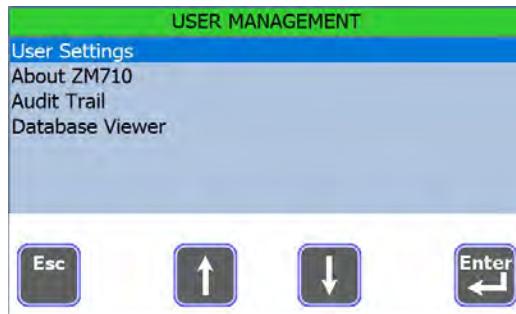 USER MANAGEMENT
User Settings
About ZM710
Audit Trail
Database Viewer
Esc
Enter